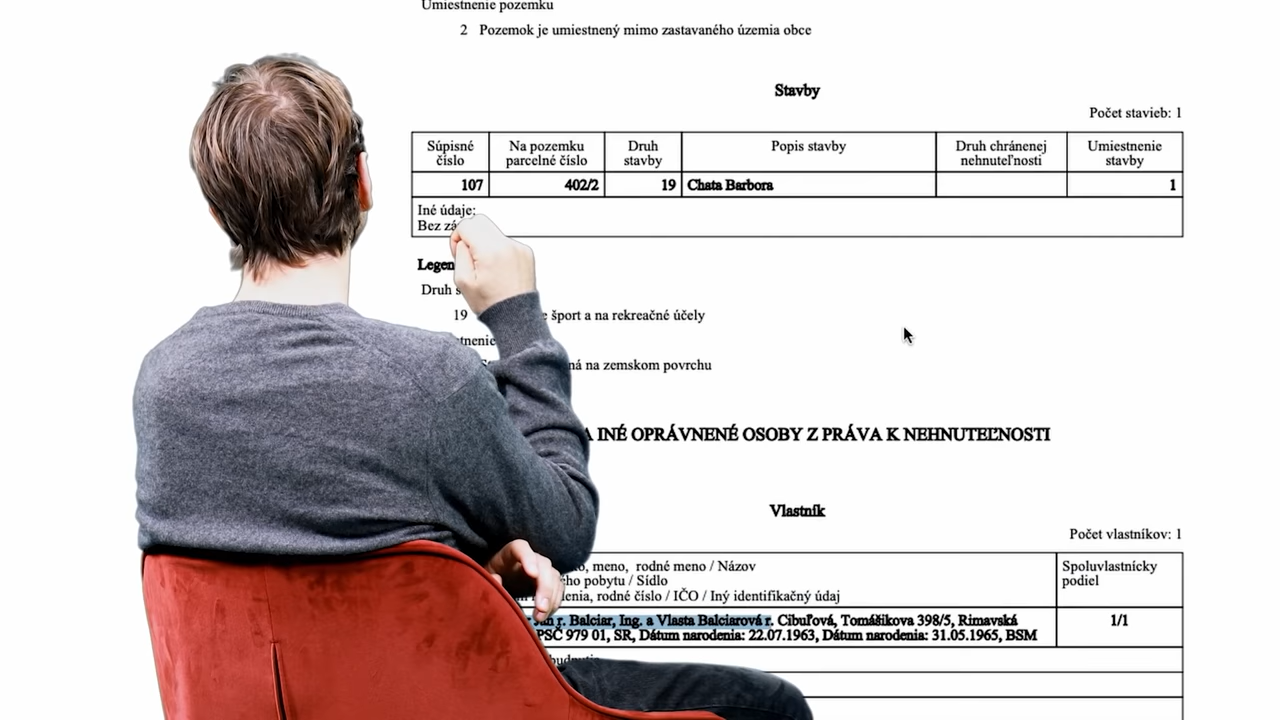 Umiestnenie pozemku
2 Pozemok je umiestnený mimo zastavaného územia obce
Stavby
Počet stavieb: 1
Súpisné číslo
Na pozemku parcelné číslo
Druh stavby
Popis stavby
Druh chránenej nehnuteľnosti
Umiestnenie stavby
107 402/2 19 Chata Barbora 1
Iné údaje:
Bez
Druh
19 šport a na rekreačné účely
na zemskom povrchu
INÉ OPRÁVNENÉ OSOBY Z PRÁVA K NEHNUTEĽNOSTI
Vlastník
Počet vlastníkov: 1
meno, rodné meno / Názov
pobytu / Sídlo
rodné číslo / IČO / Iný identifikačný údaj
Spoluvlastnícky podiel
Ján r. Balciar, Ing. a Vlasta Balciarová r. Cibuľová, Tomášikova 398/5, Rimavská
PSČ 979 01, SR, Dátum narodenia: 22.07.1963, Dátum narodenia: 31.05.1965, BSM
1/1